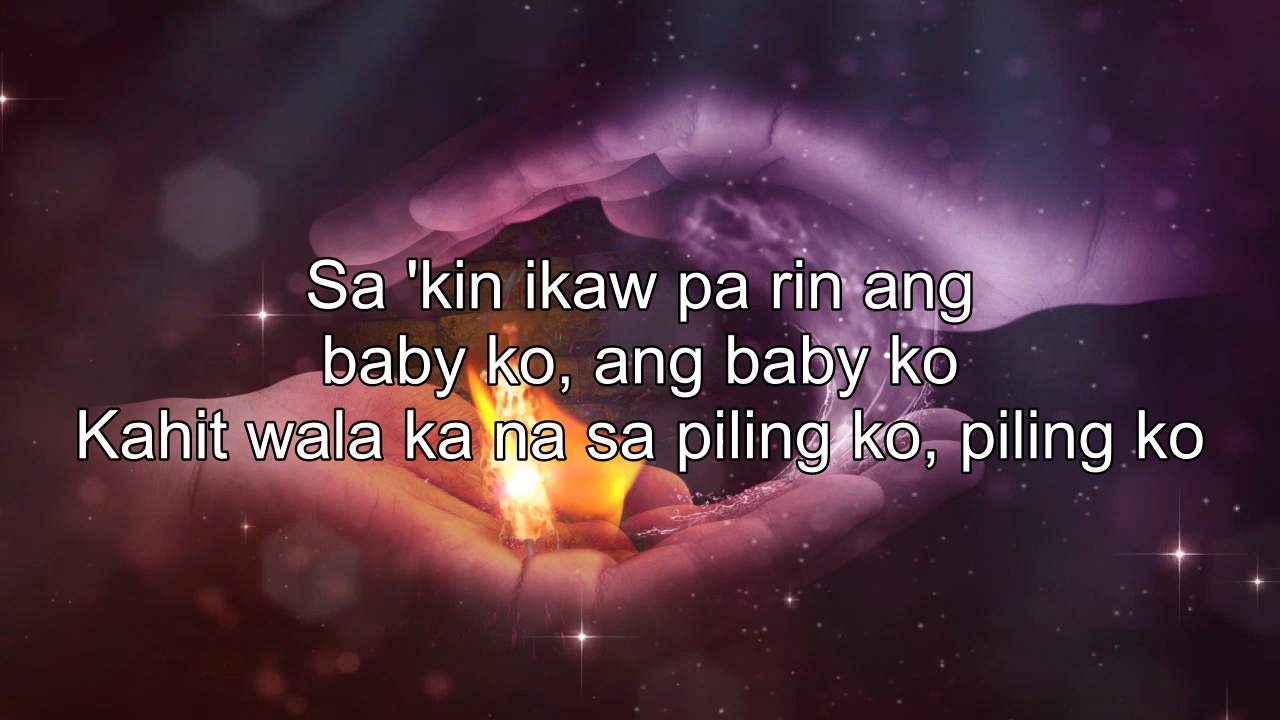 Sa 'kin ikaw pa rin ang
baby ko, ang baby ko
Kahit wala ka na sa piling ko, piling ko